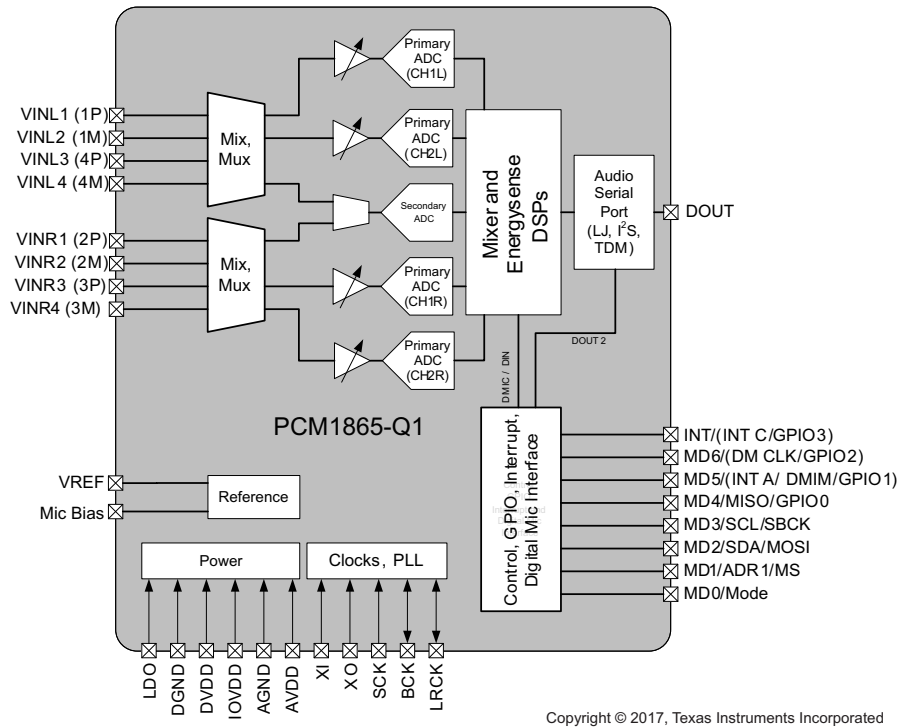 Primary
ADC
(CH1L)
VINL1 (1P)
VINL2 (1M)
VINL3 (4P)
VINL4 (4M)
Mix,
Mux
Primary
ADC
(CH2L)
Secondary
ADC
VINR1 (2P)
VINR2 (2M)
VINR3 (3P)
VINR4 (3M)
Mix,
Mux
Primary
ADC
(CH1R)
Primary
ADC
(CH2R)
Mixer and
Energysense
DSPs
Audio
Serial
Port
(LJ, I²S,
TDM)
DOUT
DOUT 2
DMIC / DIN
PCM1865-Q1
Control, GPIO, Interrupt,
Digital Mic Interface
INT/(INT C/GPIO3)
MD6/(DM CLK/GPIO2)
MD5/(INT A/ DMIM/GPIO1)
MD4/MISO/GPIO0
MD3/SCL/SBCK
MD2/SDA/MOSI
MD1/ADR1/MS
MD0/Mode
VREF
Mic Bias
Reference
Power
Clocks, PLL
LDO
DGND
DVDD
IOVDD
AGND
AVDD
XI
XO
SCK
BCK
LRCK
Copyright © 2017, Texas Instruments Incorporated